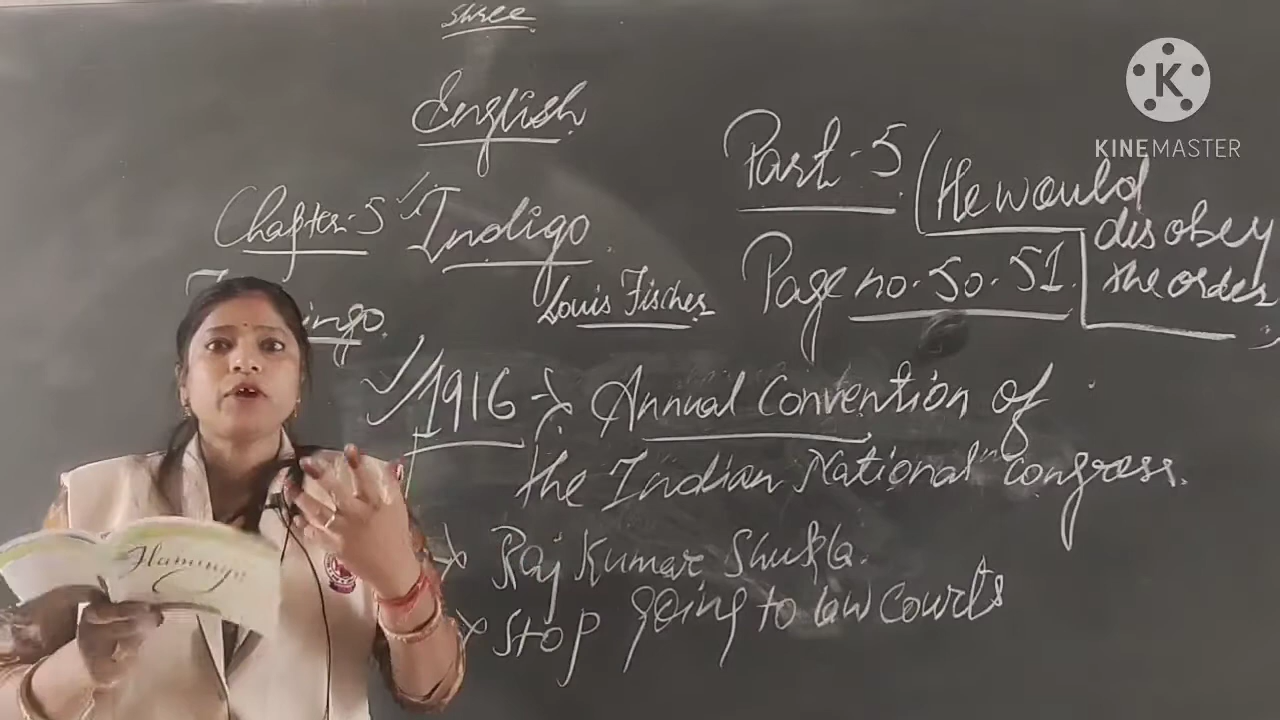 Shree
English
Chapter-5 Indigo
ingo.
Louis Fischer
Part-5 (He would
disobey
the order
Page no. 50. 51.
1916 → Annual Convention of
the Indian National congress.
→ Raj Kumar Shukla.
→ Stop going to law courts
Flamingo
K
KINEMASTER